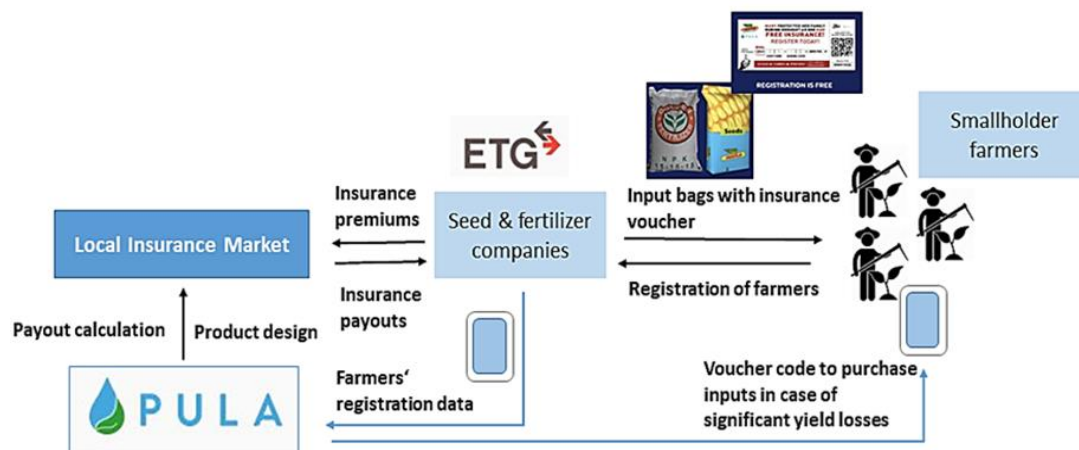 FREE INSURANCE!
REGISTER TODAY!
PULA
REGISTRATION IS FREE
Seeds
N P K
ETG
Smallholder
farmers
Insurance
premiums
Seed & fertilizer
companies
Input bags with insurance
voucher
Local Insurance Market
Registration of farmers
Insurance
payouts
Payout calculation
Product design
Farmers‘
registration data
Voucher code to purchase
inputs in case of
significant yield losses
PULA